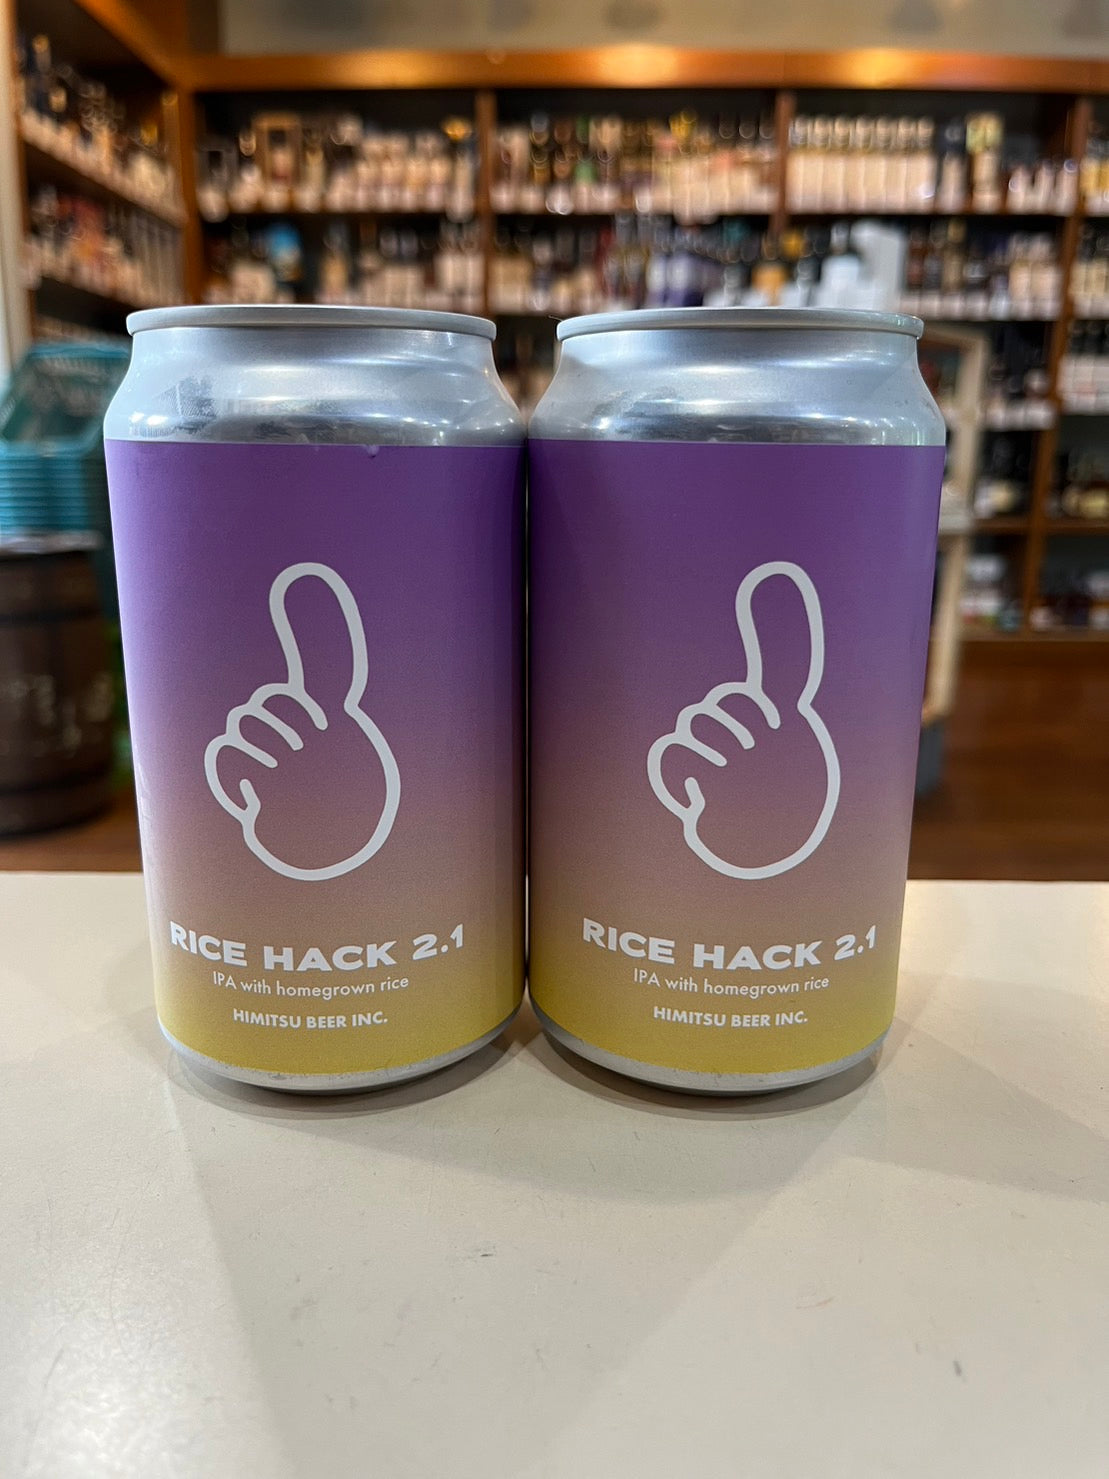 RICE HACK 2.1
IPA with homegrown rice
HIMITSU BEER INC.
RICE HACK 2.1
IPA with homegrown rice
HIMITSU BEER INC.